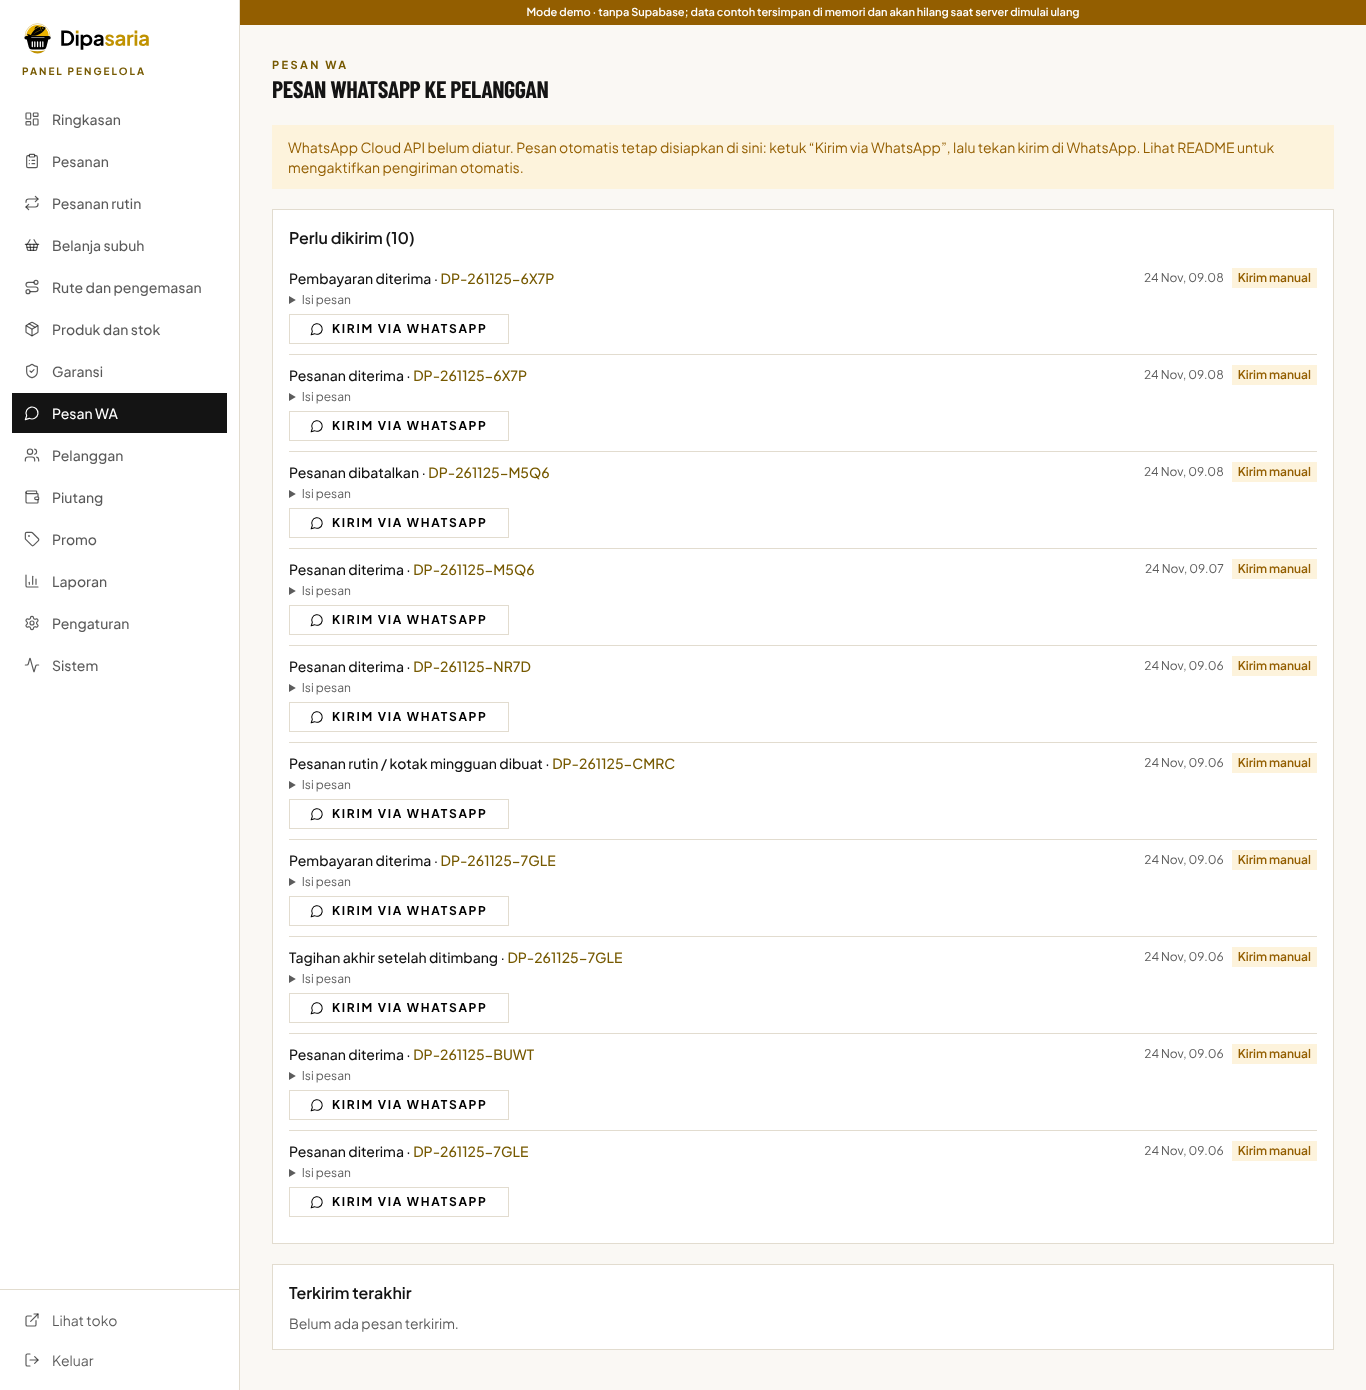 Mode demo · tanpa Supabase; data contoh tersimpan di memori dan akan hilang saat server dimulai ulang
Dipasaria
PANEL PENGELOLA
Ringkasan
Pesanan
Pesanan rutin
Belanja subuh
Rute dan pengemasan
Produk dan stok
Garansi
Pesan WA
Pelanggan
Piutang
Promo
Laporan
Pengaturan
Sistem
Lihat toko
Keluar
PESAN WA
PESAN WHATSAPP KE PELANGGAN
WhatsApp Cloud API belum diatur. Pesan otomatis tetap disiapkan di sini: ketuk “Kirim via WhatsApp”, lalu tekan kirim di WhatsApp. Lihat README untuk
mengaktifkan pengiriman otomatis.
Perlu dikirim (10)
Pembayaran diterima · DP-261125-6X7P 24 Nov, 09.08 Kirim manual
Isi pesan
KIRIM VIA WHATSAPP
Pesanan diterima · DP-261125-6X7P 24 Nov, 09.08 Kirim manual
Isi pesan
KIRIM VIA WHATSAPP
Pesanan dibatalkan · DP-261125-M5Q6 24 Nov, 09.08 Kirim manual
Isi pesan
KIRIM VIA WHATSAPP
Pesanan diterima · DP-261125-M5Q6 24 Nov, 09.07 Kirim manual
Isi pesan
KIRIM VIA WHATSAPP
Pesanan diterima · DP-261125-NR7D 24 Nov, 09.06 Kirim manual
Isi pesan
KIRIM VIA WHATSAPP
Pesanan rutin / kotak mingguan dibuat · DP-261125-CMRC 24 Nov, 09.06 Kirim manual
Isi pesan
KIRIM VIA WHATSAPP
Pembayaran diterima · DP-261125-7GLE 24 Nov, 09.06 Kirim manual
Isi pesan
KIRIM VIA WHATSAPP
Tagihan akhir setelah ditimbang · DP-261125-7GLE 24 Nov, 09.06 Kirim manual
Isi pesan
KIRIM VIA WHATSAPP
Pesanan diterima · DP-261125-BUWT 24 Nov, 09.06 Kirim manual
Isi pesan
KIRIM VIA WHATSAPP
Pesanan diterima · DP-261125-7GLE 24 Nov, 09.06 Kirim manual
Isi pesan
KIRIM VIA WHATSAPP
Terkirim terakhir
Belum ada pesan terkirim.